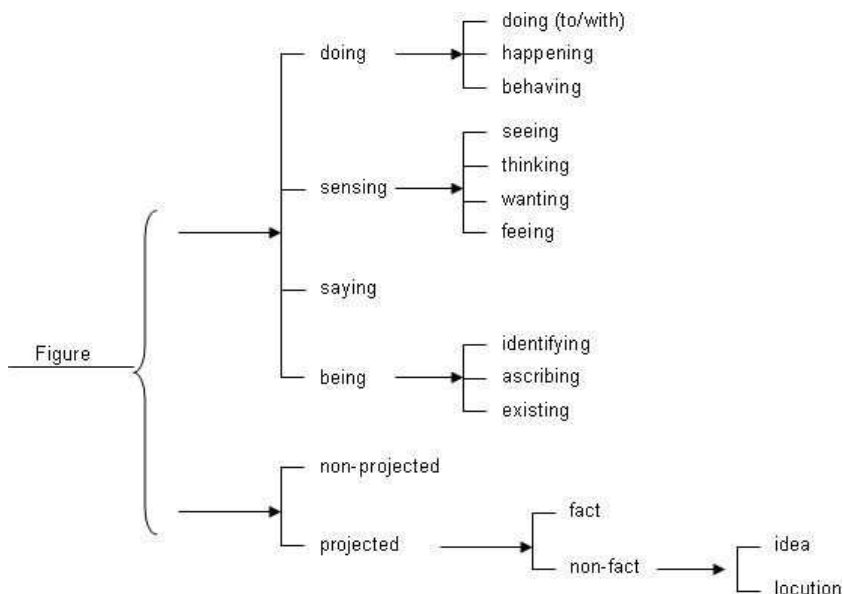 doing (to/with)
doing
happening
behaving
seeing
thinking
sensing
wanting
feeing
saying
identifying
Figure
being
ascribing
existing
non-projected
fact
projected
idea
non-fact
locution